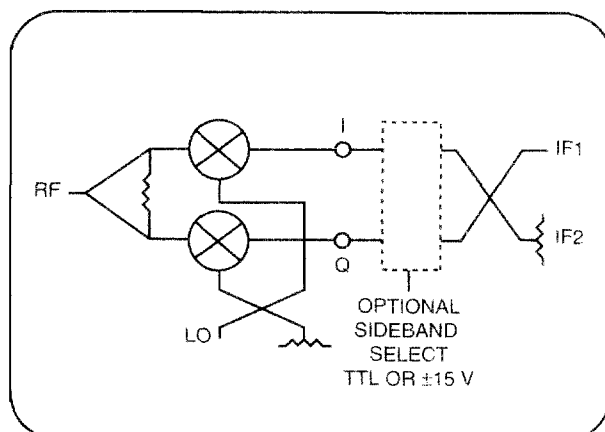 I
RF
IF1
IF2
Q
LO
OPTIONAL
SIDEBAND
SELECT
TTL OR ±15 V